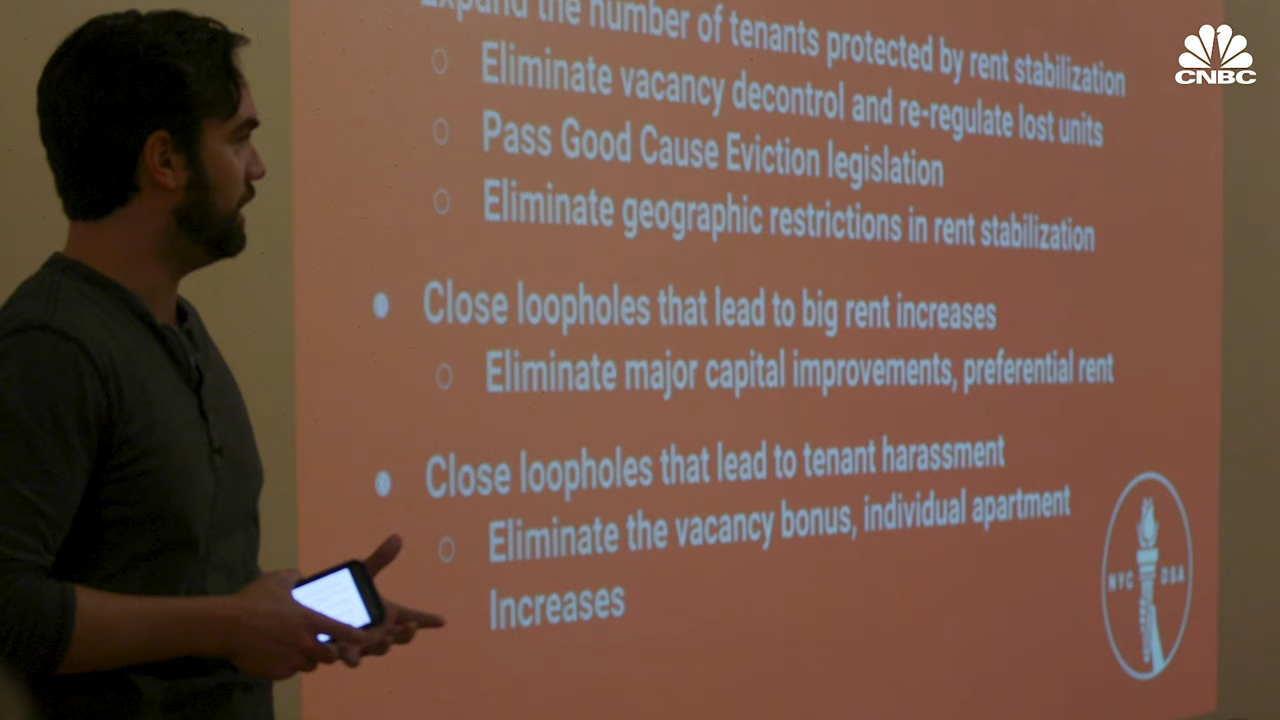 Expand the number of tenants protected by rent stabilization
Eliminate vacancy decontrol and re-regulate lost units
Pass Good Cause Eviction legislation
Eliminate geographic restrictions in rent stabilization
Close loopholes that lead to big rent increases
Eliminate major capital improvements, preferential rent
Close loopholes that lead to tenant harassment
Eliminate the vacancy bonus, individual apartment
Increases
NYC DSA
CNBC